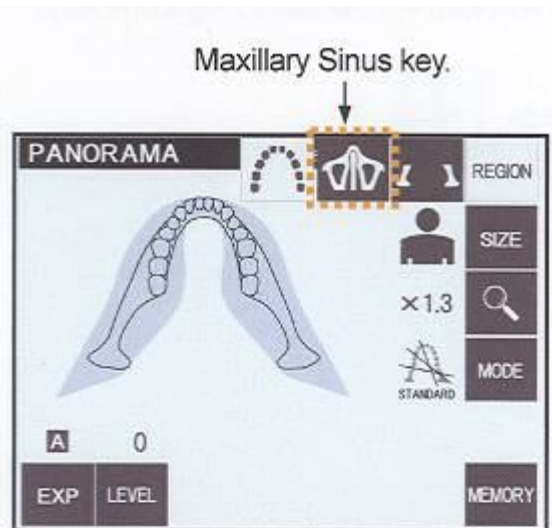 Maxillary Sinus key.
PANORAMA
REGION
SIZE
×1.3
MODE
STANDARD
A 0
EXP LEVEL
MEMORY